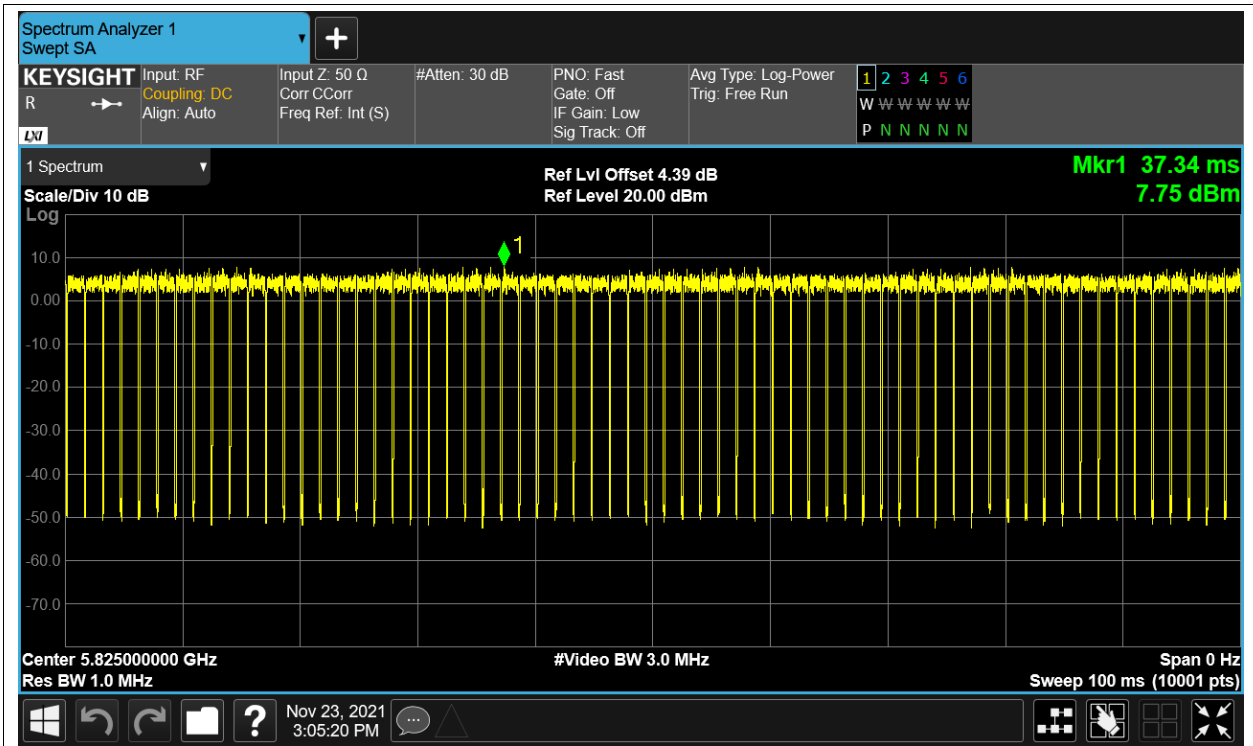 Spectrum Analyzer 1
Swept SA
KEYSIGHT
R
LXI
Input: RF
Coupling: DC
Align: Auto
Input Z: 50 Ω
Corr CCorr
Freq Ref: Int (S)
#Atten: 30 dB
PNO: Fast
Gate: Off
IF Gain: Low
Sig Track: Off
Avg Type: Log-Power
Trig: Free Run
1 2 3 4 5 6
W W W W W W
P N N N N N
1 Spectrum
Scale/Div 10 dB
Ref Lvl Offset 4.39 dB
Ref Level 20.00 dBm
Mkr1 37.34 ms
7.75 dBm
Log
1
10.0
0.00
-10.0
-20.0
-30.0
-40.0
-50.0
-60.0
-70.0
Center 5.825000000 GHz
Res BW 1.0 MHz
#Video BW 3.0 MHz
Span 0 Hz
Sweep 100 ms (10001 pts)
?
Nov 23, 2021
3:05:20 PM